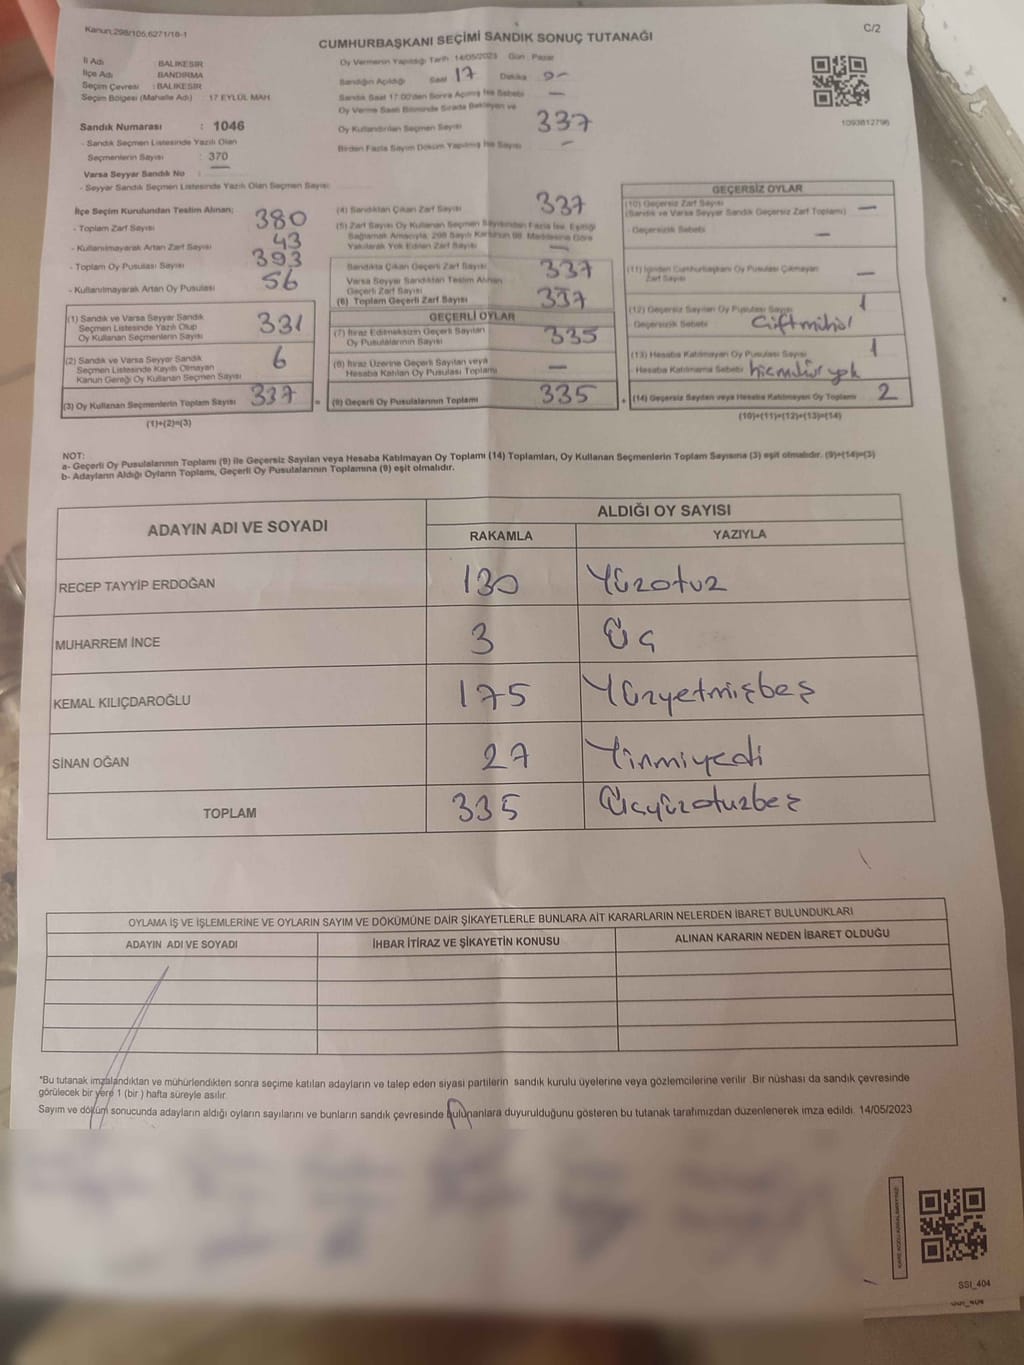 Kanun:298/105,6271/18-1
C/2
CUMHURBAŞKANI SEÇİMİ SANDIK SONUÇ TUTANAĞI
İl Adı : BALIKESİR
İlçe Adı : BANDIRMA
Seçim Çevresi : BALIKESİR
Seçim Bölgesi (Mahalle Adı) : 17 EYLÜL MAH
Sandık Numarası : 1046
- Sandık Seçmen Listesinde Yazılı Olan
Seçmenlerin Sayısı : 370
Varsa Seyyar Sandık No : —
- Seyyar Sandık Seçmen Listesinde Yazılı Olan Seçmen Sayısı
Oy Vermenin Yapıldığı Tarih 14/05/2023 Gün : Pazar
Sandığın Açıldığı Saat 17 Dakika
Sandık Saat 17:00'den Sonra Açılmış İse Sebebi —
Oy Verme Saati Bitiminde Sırada Bekleyen ve
Oy Kullandırılan Seçmen Sayısı 337
Birden Fazla Sayım Döküm Yapılmış İse Sayısı —
1093812796
İlçe Seçim Kurulundan Teslim Alınan;
- Toplam Zarf Sayısı 380
- Kullanılmayarak Artan Zarf Sayısı 43
- Toplam Oy Pusulası Sayısı 393
- Kullanılmayarak Artan Oy Pusulası 56
(1) Sandık ve Varsa Seyyar Sandık
Seçmen Listesinde Yazılı Olup
Oy Kullanan Seçmenlerin Sayısı 331
(2) Sandık ve Varsa Seyyar Sandık
Seçmen Listesinde Kayıtlı Olmayan
Kanun Gereği Oy Kullanan Seçmen Sayısı 6
(3) Oy Kullanan Seçmenlerin Toplam Sayısı 337
(1)+(2)=(3)
(4) Sandıktan Çıkan Zarf Sayısı 337
(5) Zarf Sayısı Oy Kullanan Seçmen Sayısından Fazla İse, Eşitliği
Sağlamak Amacıyla, 298 Sayılı Kanunun 98. Maddesine Göre
Yakılarak Yok Edilen Zarf Sayısı —
Sandıkta Çıkan Geçerli Zarf Sayısı 337
Varsa Seyyar Sandıktan Teslim Alınan
Geçerli Zarf Sayısı
(6) Toplam Geçerli Zarf Sayısı 337
GEÇERLİ OYLAR
(7) İtiraz Edilmeksizin Geçerli Sayılan
Oy Pusulalarının Sayısı 335
(8) İtiraz Üzerine Geçerli Sayılan veya
Hesaba Katılan Oy Pusulası Toplamı —
= (9) Geçerli Oy Pusulalarının Toplamı 335
GEÇERSİZ OYLAR
(10) Geçersiz Zarf Sayısı
(Sandık ve Varsa Seyyar Sandık Geçersiz Zarf Toplamı) —
- Geçersizlik Sebebi —
(11) İçinden Cumhurbaşkanı Oy Pusulası Çıkmayan
Zarf Sayısı —
(12) Geçersiz Sayılan Oy Pusulası Sayısı 1
- Geçersizlik Sebebi
(13) Hesaba Katılmayan Oy Pusulası Sayısı 1
- Hesaba Katılmama Sebebi
+ (14) Geçersiz Sayılan veya Hesaba Katılmayan Oy Toplamı 2
(10)+(11)+(12)+(13)=(14)
NOT:
a- Geçerli Oy Pusulalarının Toplamı (9) ile Geçersiz Sayılan veya Hesaba Katılmayan Oy Toplamı (14) Toplamları, Oy Kullanan Seçmenlerin Toplam Sayısına (3) eşit olmalıdır. (9)+(14)=(3)
b- Adayların Aldığı Oyların Toplamı, Geçerli Oy Pusulalarının Toplamına (9) eşit olmalıdır.
ADAYIN ADI VE SOYADI
ALDIĞI OY SAYISI
RAKAMLA YAZIYLA
RECEP TAYYİP ERDOĞAN 130 Yüzotuz
MUHARREM İNCE 3 Üç
KEMAL KILIÇDAROĞLU 175 Yüzyetmişbeş
SİNAN OĞAN 27 Yirmiyedi
TOPLAM 335 Üçyüzotuzbeş
OYLAMA İŞ VE İŞLEMLERİNE VE OYLARIN SAYIM VE DÖKÜMÜNE DAİR ŞİKAYETLERLE BUNLARA AİT KARARLARIN NELERDEN İBARET BULUNDUKLARI
ADAYIN ADI VE SOYADI İHBAR İTİRAZ VE ŞİKAYETİN KONUSU ALINAN KARARIN NEDEN İBARET OLDUĞU
*Bu tutanak imzalandıktan ve mühürlendikten sonra seçime katılan adayların ve talep eden siyasi partilerin sandık kurulu üyelerine veya gözlemcilerine verilir. Bir nüshası da sandık çevresinde
görülecek bir yere 1 (bir ) hafta süreyle asılır.
Sayım ve döküm sonucunda adayların aldığı oyların sayılarını ve bunların sandık çevresinde bulunanlara duyurulduğunu gösteren bu tutanak tarafımızdan düzenlenerek imza edildi. 14/05/2023
SSI_404